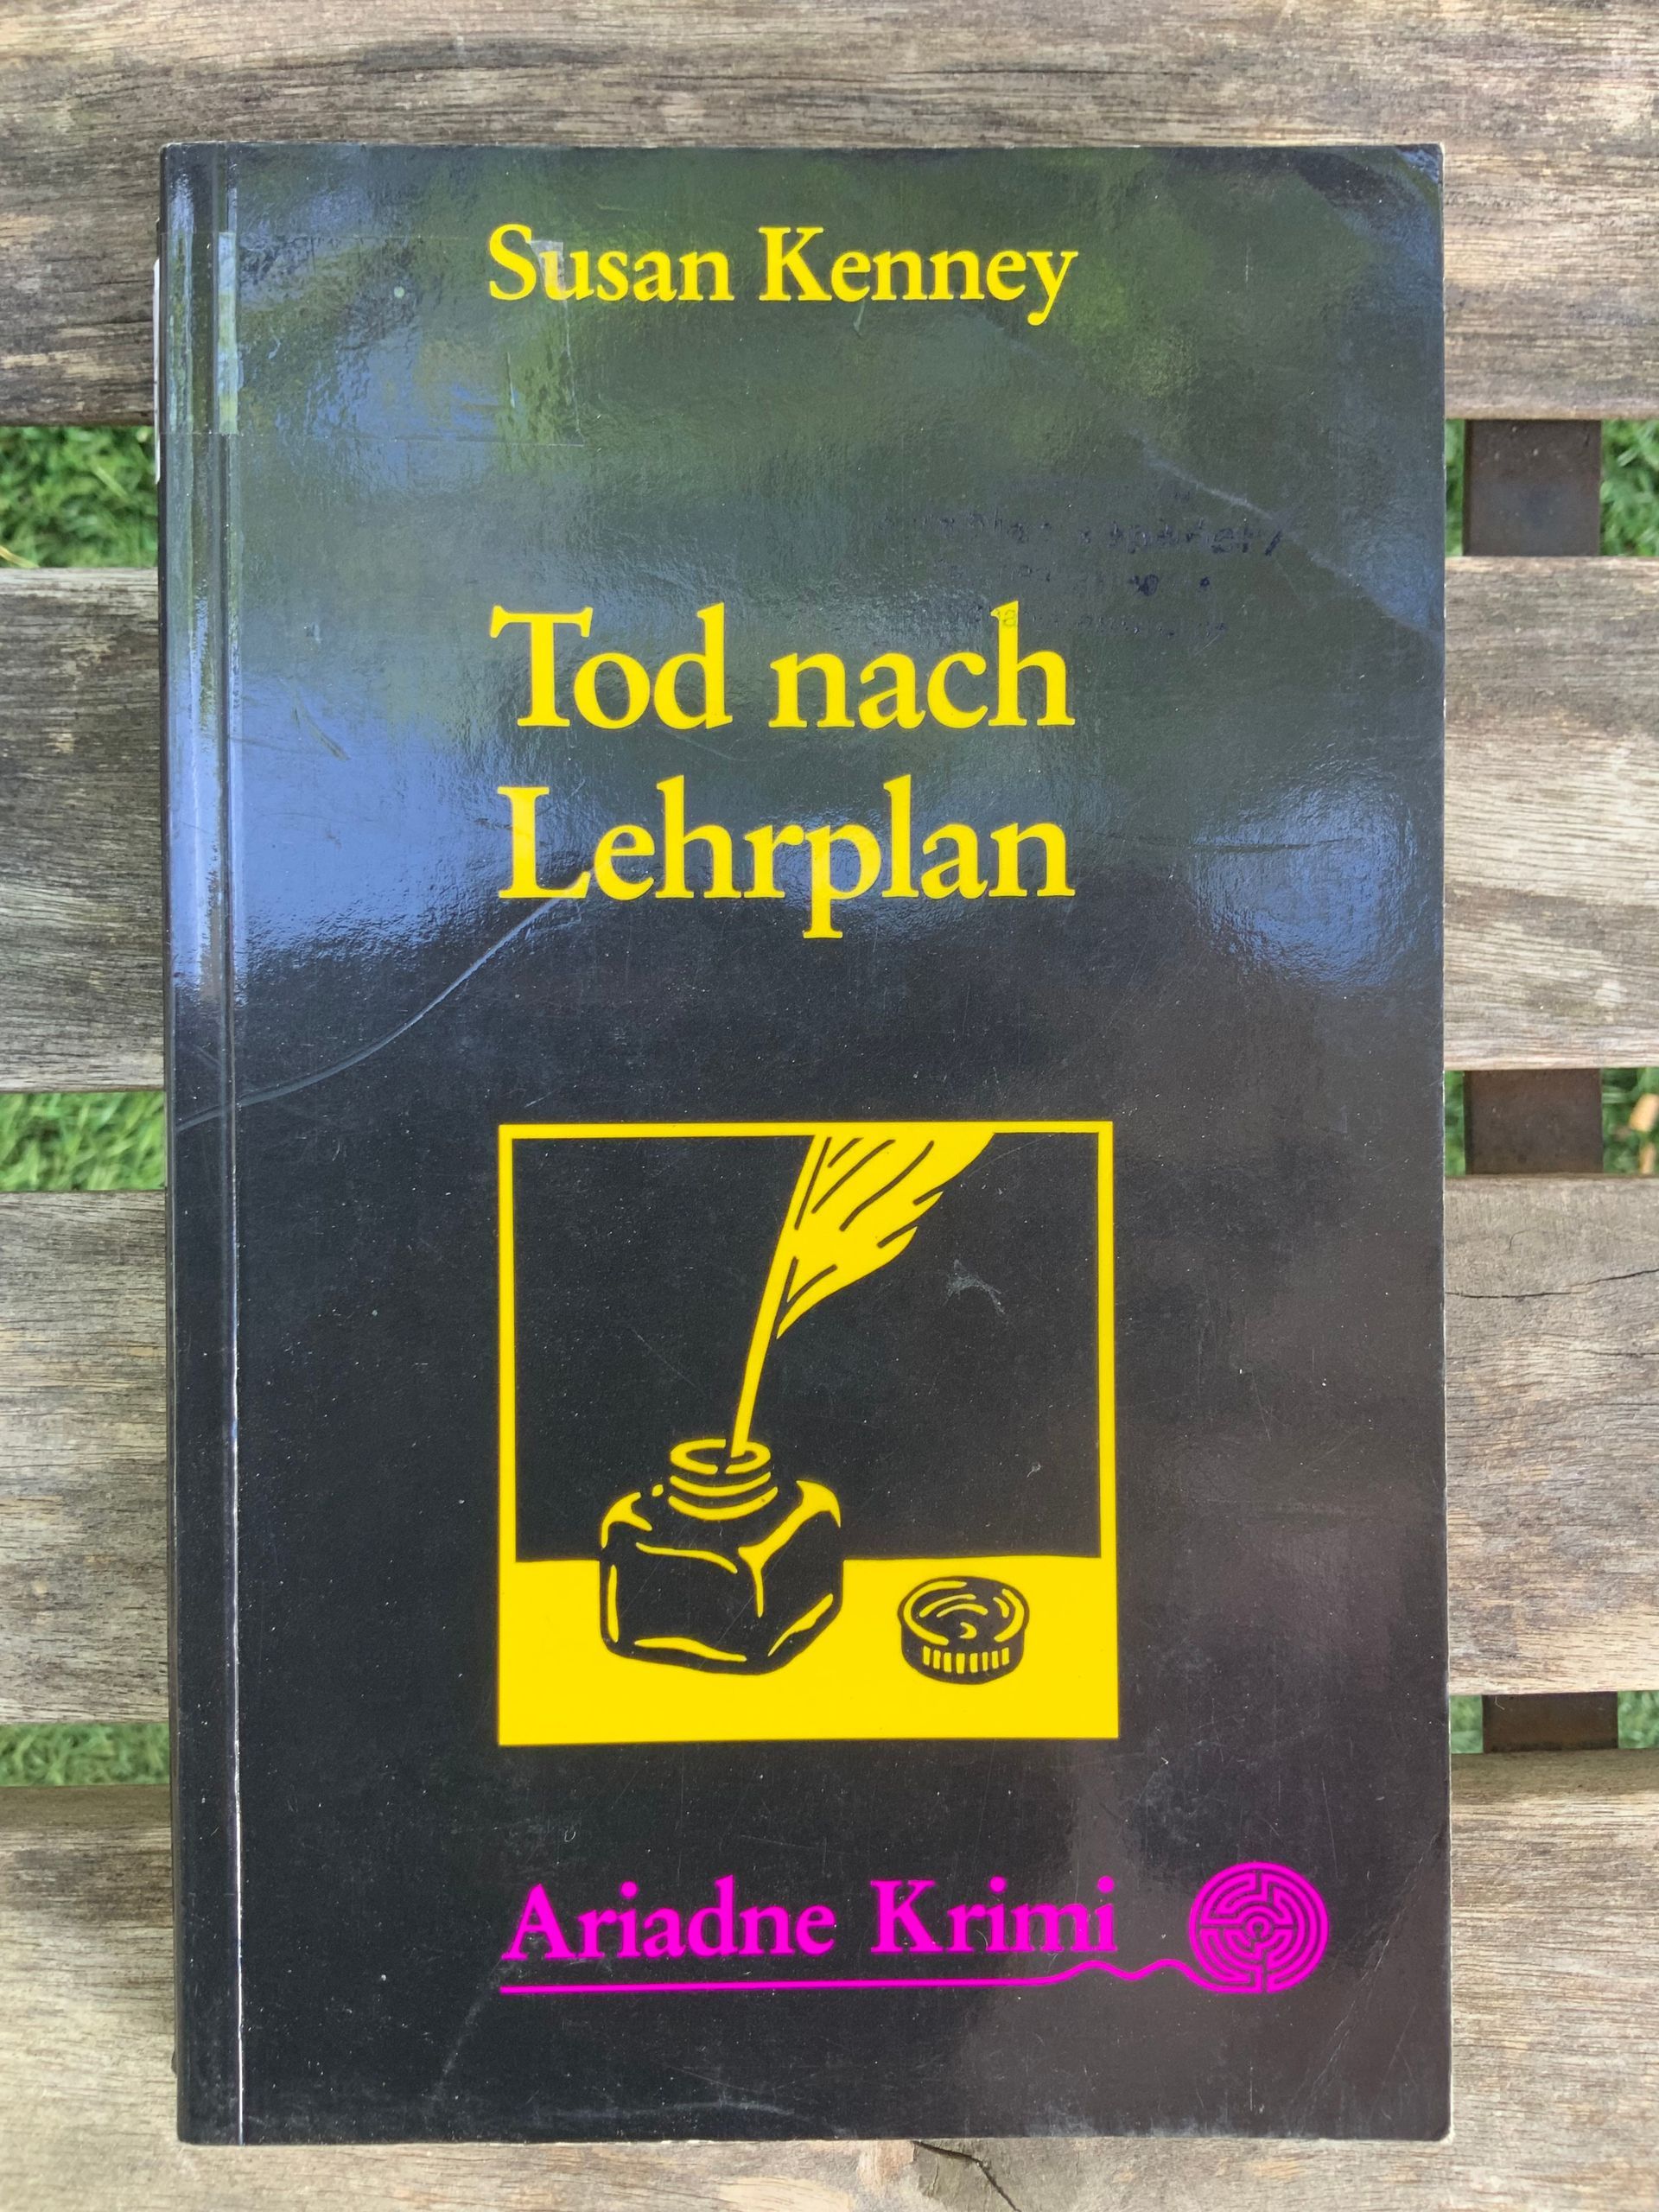 Susan Kenney
Tod nach
Lehrplan
Ariadne Krimi